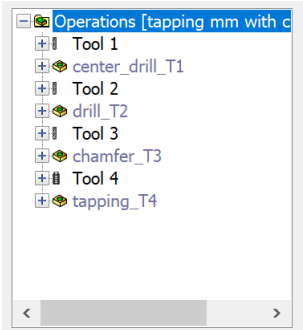 Operations [tapping mm with c
Tool 1
center_drill_T1
Tool 2
drill_T2
Tool 3
chamfer_T3
Tool 4
tapping_T4